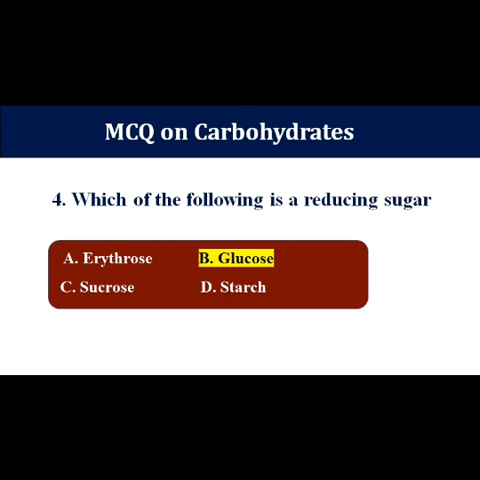 MCQ on Carbohydrates
4. Which of the following is a reducing sugar
A. Erythrose B. Glucose
C. Sucrose D. Starch